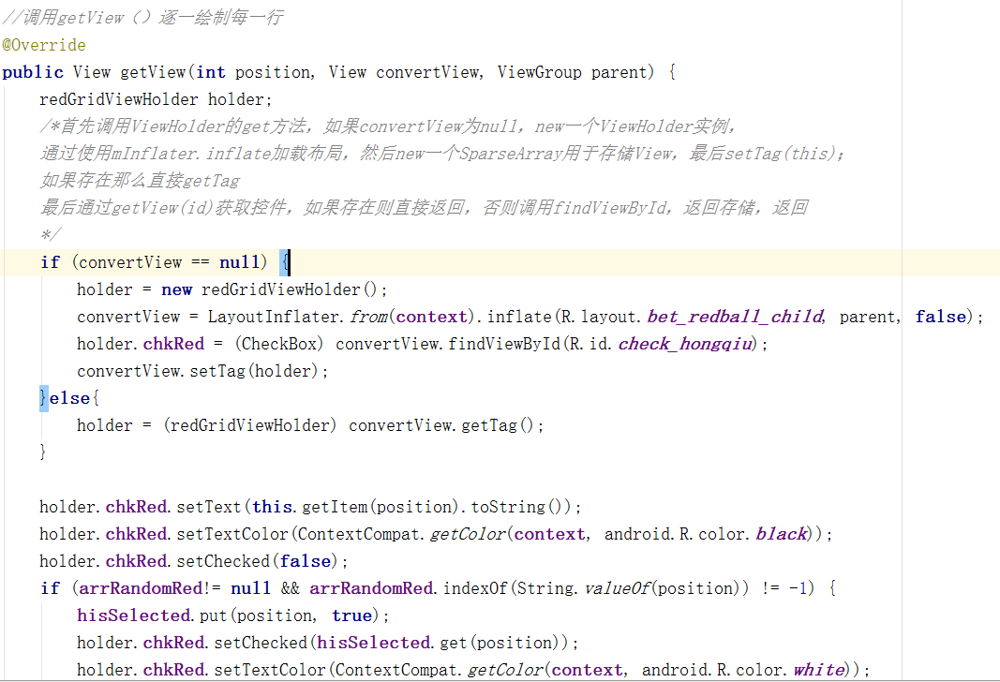 //调用getView（）逐一绘制每一行
@Override
public View getView(int position, View convertView, ViewGroup parent) {
redGridViewHolder holder;
/*首先调用ViewHolder的get方法，如果convertView为null，new一个ViewHolder实例，
通过使用mInflater.inflate加载布局，然后new一个SparseArray用于存储View，最后setTag(this);
如果存在那么直接getTag
最后通过getView(id)获取控件，如果存在则直接返回，否则调用findViewById，返回存储，返回
*/
if (convertView == null) {
holder = new redGridViewHolder();
convertView = LayoutInflater.from(context).inflate(R.layout.bet_redball_child, parent, false);
holder.chkRed = (CheckBox) convertView.findViewById(R.id.check_hongqiu);
convertView.setTag(holder);
}else{
holder = (redGridViewHolder) convertView.getTag();
}
holder.chkRed.setText(this.getItem(position).toString());
holder.chkRed.setTextColor(ContextCompat.getColor(context, android.R.color.black));
holder.chkRed.setChecked(false);
if (arrRandomRed!= null && arrRandomRed.indexOf(String.valueOf(position)) != -1) {
hisSelected.put(position, true);
holder.chkRed.setChecked(hisSelected.get(position));
holder.chkRed.setTextColor(ContextCompat.getColor(context, android.R.color.white));